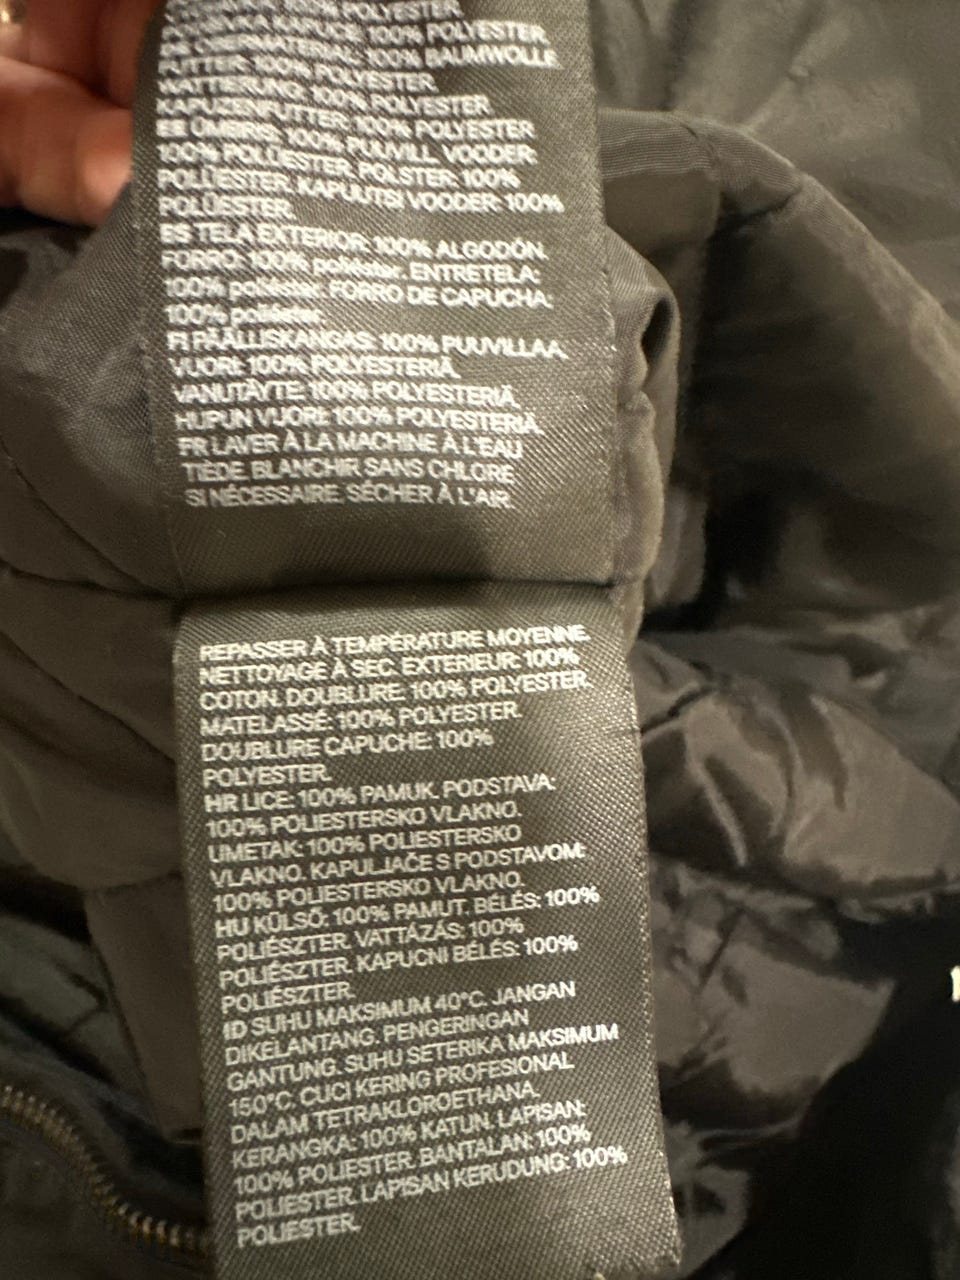 POLYESTER
100% POLYESTER.
DE OBERMATERIAL: 100% BAUMWOLLE.
FUTTER: 100% POLYESTER.
WATTIERUNG: 100% POLYESTER.
KAPUZENFUTTER: 100% POLYESTER
EE ÜMBRIS: 100% PUUVILL. VOODER:
100% POLÜESTER. POLSTER: 100%
POLÜESTER. KAPUUTSI VOODER: 100%
POLÜESTER.
ES TELA EXTERIOR: 100% ALGODÓN.
FORRO: 100% poliéster. ENTRETELA:
100% poliéster. FORRO DE CAPUCHA:
100% poliéster.
FI PÄÄLLISKANGAS: 100% PUUVILLAA.
VUORI: 100% POLYESTERIÄ.
VANUTÄYTE: 100% POLYESTERIÄ.
HUPUN VUORI: 100% POLYESTERIÄ.
FR LAVER À LA MACHINE À L'EAU
TIÈDE. BLANCHIR SANS CHLORE
SI NÉCESSAIRE. SÉCHER À L'AIR.
REPASSER À TEMPÉRATURE MOYENNE.
NETTOYAGE À SEC. EXTERIEUR: 100%
COTON. DOUBLURE: 100% POLYESTER.
MATELASSÉ: 100% POLYESTER.
DOUBLURE CAPUCHE: 100%
POLYESTER.
HR LICE: 100% PAMUK. PODSTAVA:
100% POLIESTERSKO VLAKNO.
UMETAK: 100% POLIESTERSKO
VLAKNO. KAPULJAČE S PODSTAVOM:
100% POLIESTERSKO VLAKNO.
HU KÜLSŐ: 100% PAMUT. BÉLÉS: 100%
POLIÉSZTER. VATTÁZÁS: 100%
POLIÉSZTER. KAPUCNI BÉLÉS: 100%
POLIÉSZTER.
ID SUHU MAKSIMUM 40°C. JANGAN
DIKELANTANG. PENGERINGAN
GANTUNG. SUHU SETERIKA MAKSIMUM
150°C. CUCI KERING PROFESIONAL
DALAM TETRAKLOROETHANA.
KERANGKA: 100% KATUN. LAPISAN:
100% POLIESTER. BANTALAN: 100%
POLIESTER. LAPISAN KERUDUNG: 100%
POLIESTER.